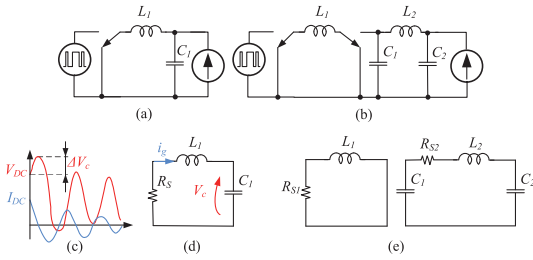 L1 C1
L1 C1 L2 C2
(a) (b)
VDC ΔVc IDC
ig L1 RS Vc C1
L1 RS1 C1 RS2 L2 C2
(c) (d) (e)